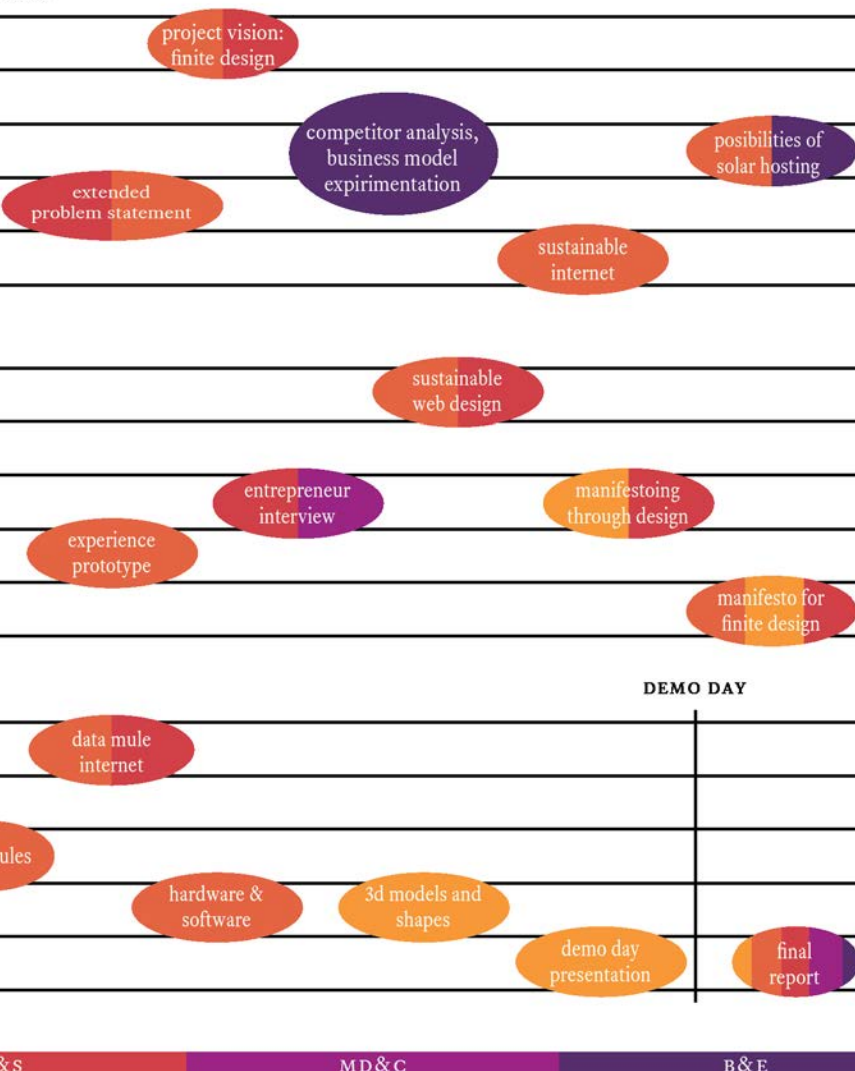 project vision:
finite design
competitor analysis,
business model
expirimentation
posibilities of
solar hosting
extended
problem statement
sustainable
internet
sustainable
web design
entrepreneur
interview
manifestoing
through design
experience
prototype
manifesto for
finite design
DEMO DAY
data mule
internet
ules
hardware &
software
3d models and
shapes
demo day
presentation
final
report
&S
MD&C
B&E